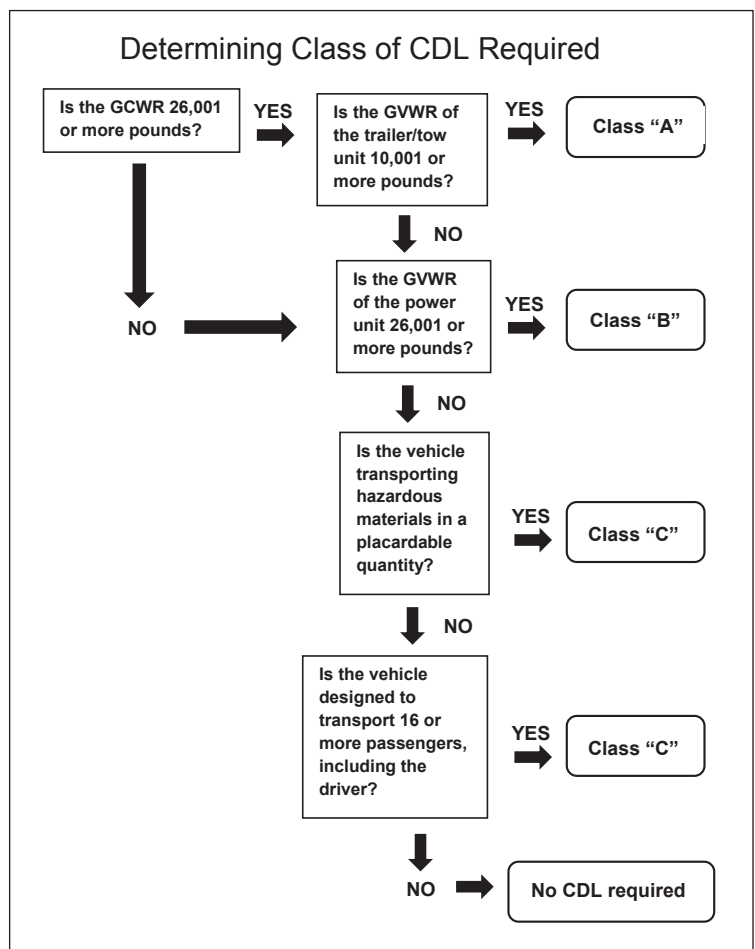 Determining Class of CDL Required
Is the GCWR 26,001
or more pounds?
YES
Is the GVWR of
the trailer/tow
unit 10,001 or
more pounds?
YES
Class “A”
NO
NO
Is the GVWR
of the power
unit 26,001 or
more pounds?
YES
Class “B”
NO
Is the vehicle
transporting
hazardous
materials in a
placardable
quantity?
YES
Class “C”
NO
Is the vehicle
designed to
transport 16 or
more passengers,
including the
driver?
YES
Class “C”
NO
No CDL required